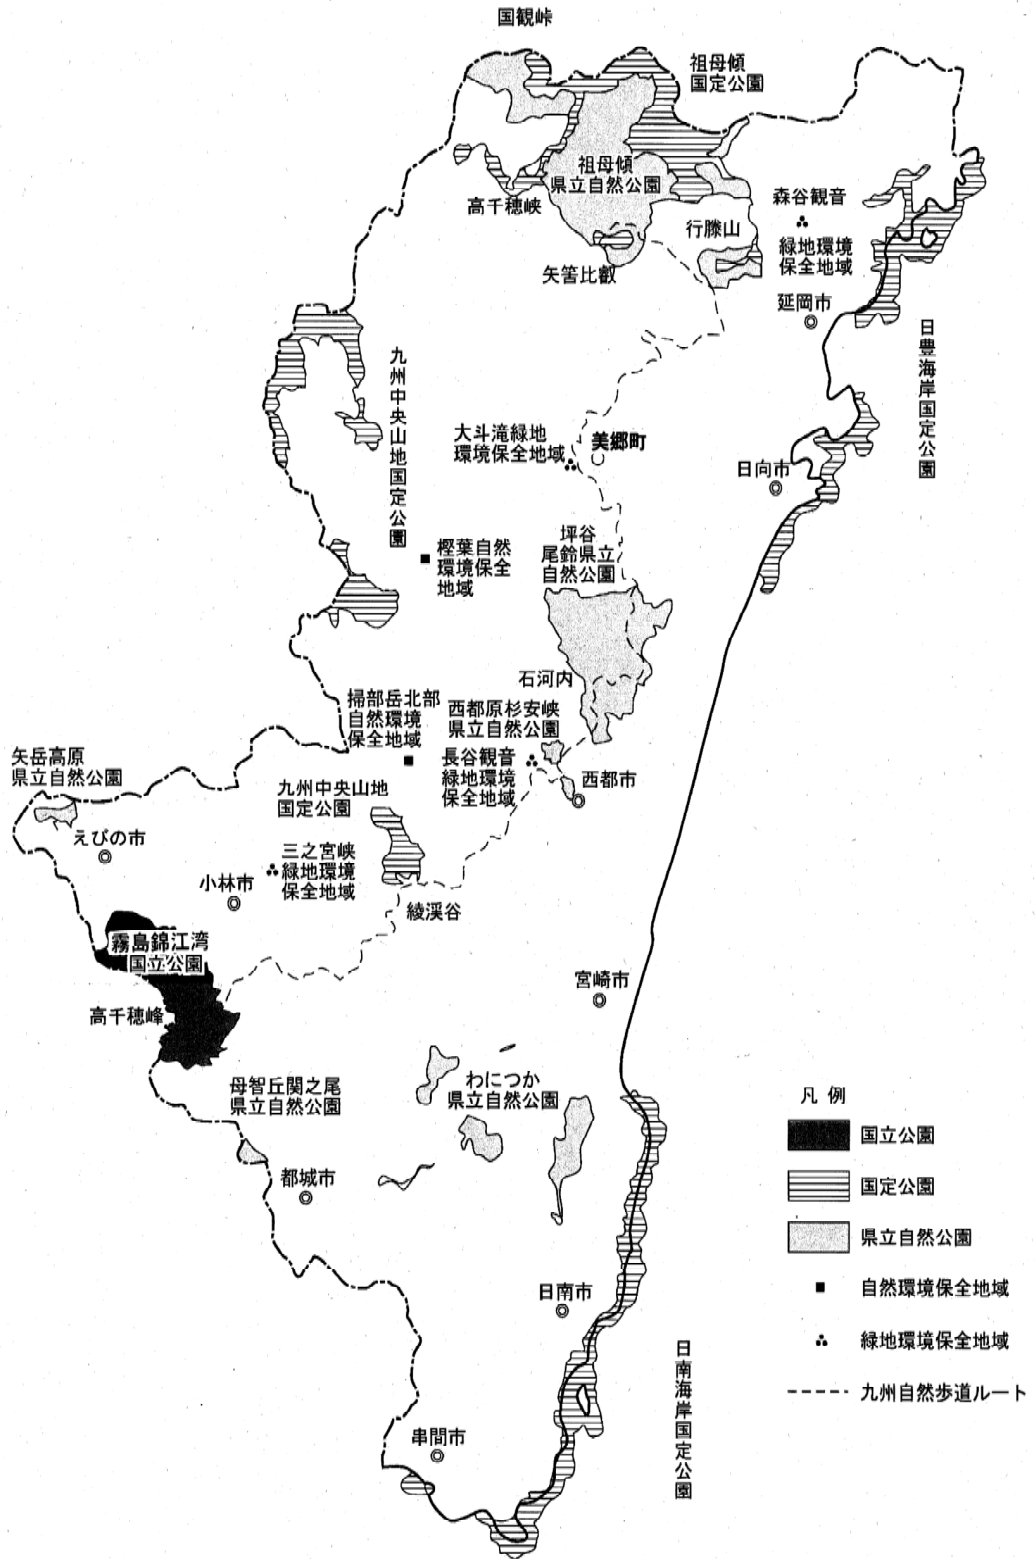 国観峠
祖母傾
国定公園
祖母傾
県立自然公園
高千穂峡
森谷観音
緑地環境
保全地域
行縢山
矢筈比叡
延岡市
日豊海岸国定公園
九州中央山地国定公園
大斗滝緑地
環境保全地域
美郷町
日向市
坪谷
尾鈴県立
自然公園
樫葉自然
環境保全
地域
石河内
掃部岳北部
自然環境
保全地域
西都原杉安峡
県立自然公園
長谷観音
緑地環境
保全地域
西都市
矢岳高原
県立自然公園
えびの市
九州中央山地
国定公園
三之宮峡
緑地環境
保全地域
小林市
綾渓谷
霧島錦江湾
国立公園
高千穂峰
宮崎市
母智丘関之尾
県立自然公園
わにつか
県立自然公園
都城市
日南市
日南海岸国定公園
串間市
凡例
国立公園
国定公園
県立自然公園
自然環境保全地域
緑地環境保全地域
九州自然歩道ルート